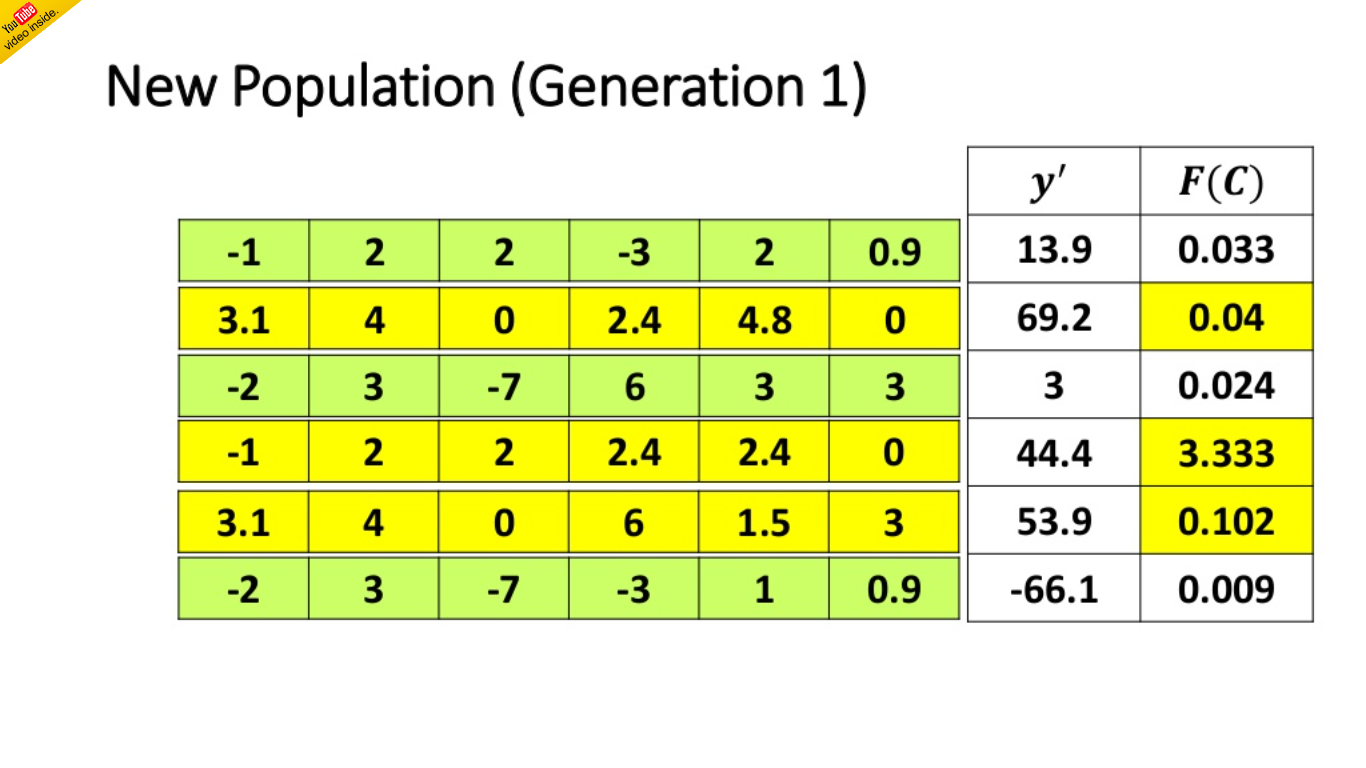 You Tube
video inside.
New Population (Generation 1)
y′ F(C)
-1 2 2 -3 2 0.9 13.9 0.033
3.1 4 0 2.4 4.8 0 69.2 0.04
-2 3 -7 6 3 3 3 0.024
-1 2 2 2.4 2.4 0 44.4 3.333
3.1 4 0 6 1.5 3 53.9 0.102
-2 3 -7 -3 1 0.9 -66.1 0.009